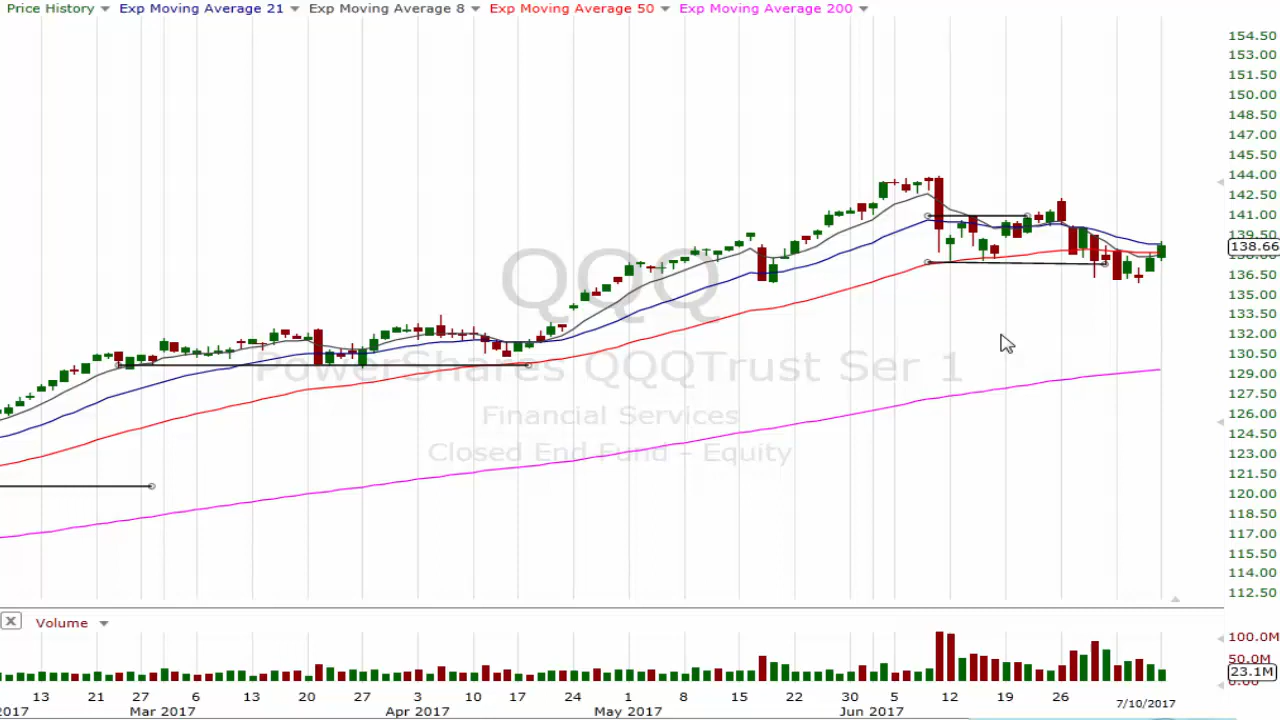 Price History Exp Moving Average 21 Exp Moving Average 8 Exp Moving Average 50 Exp Moving Average 200
154.50
153.00
151.50
150.00
148.50
147.00
145.50
144.00
142.50
141.00
139.50
138.66
136.50
135.00
133.50
132.00
130.50
129.00
127.50
126.00
124.50
123.00
121.50
120.00
118.50
117.00
115.50
114.00
112.50
QQQ
PowerShares QQQTrust Ser 1
Financial Services
Closed End Fund - Equity
Volume
100.0M
50.0M
23.1M
13 21 27 6 13 20 27 3 10 17 24 1 8 15 22 30 5 12 19 26
2017 Mar 2017 Apr 2017 May 2017 Jun 2017 7/10/2017